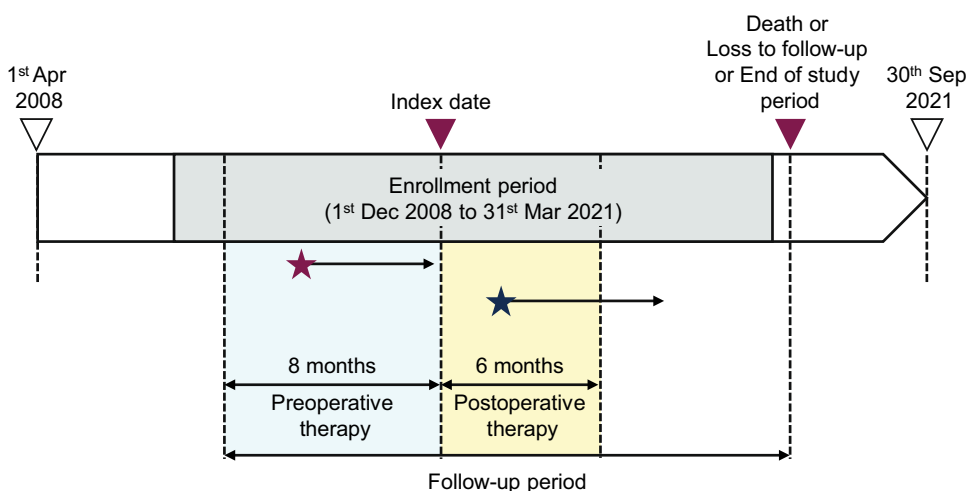 1st Apr
2008
Index date
Death or
Loss to follow-up
or End of study
period
30th Sep
2021
Enrollment period
(1st Dec 2008 to 31st Mar 2021)
8 months
Preoperative
therapy
6 months
Postoperative
therapy
Follow-up period